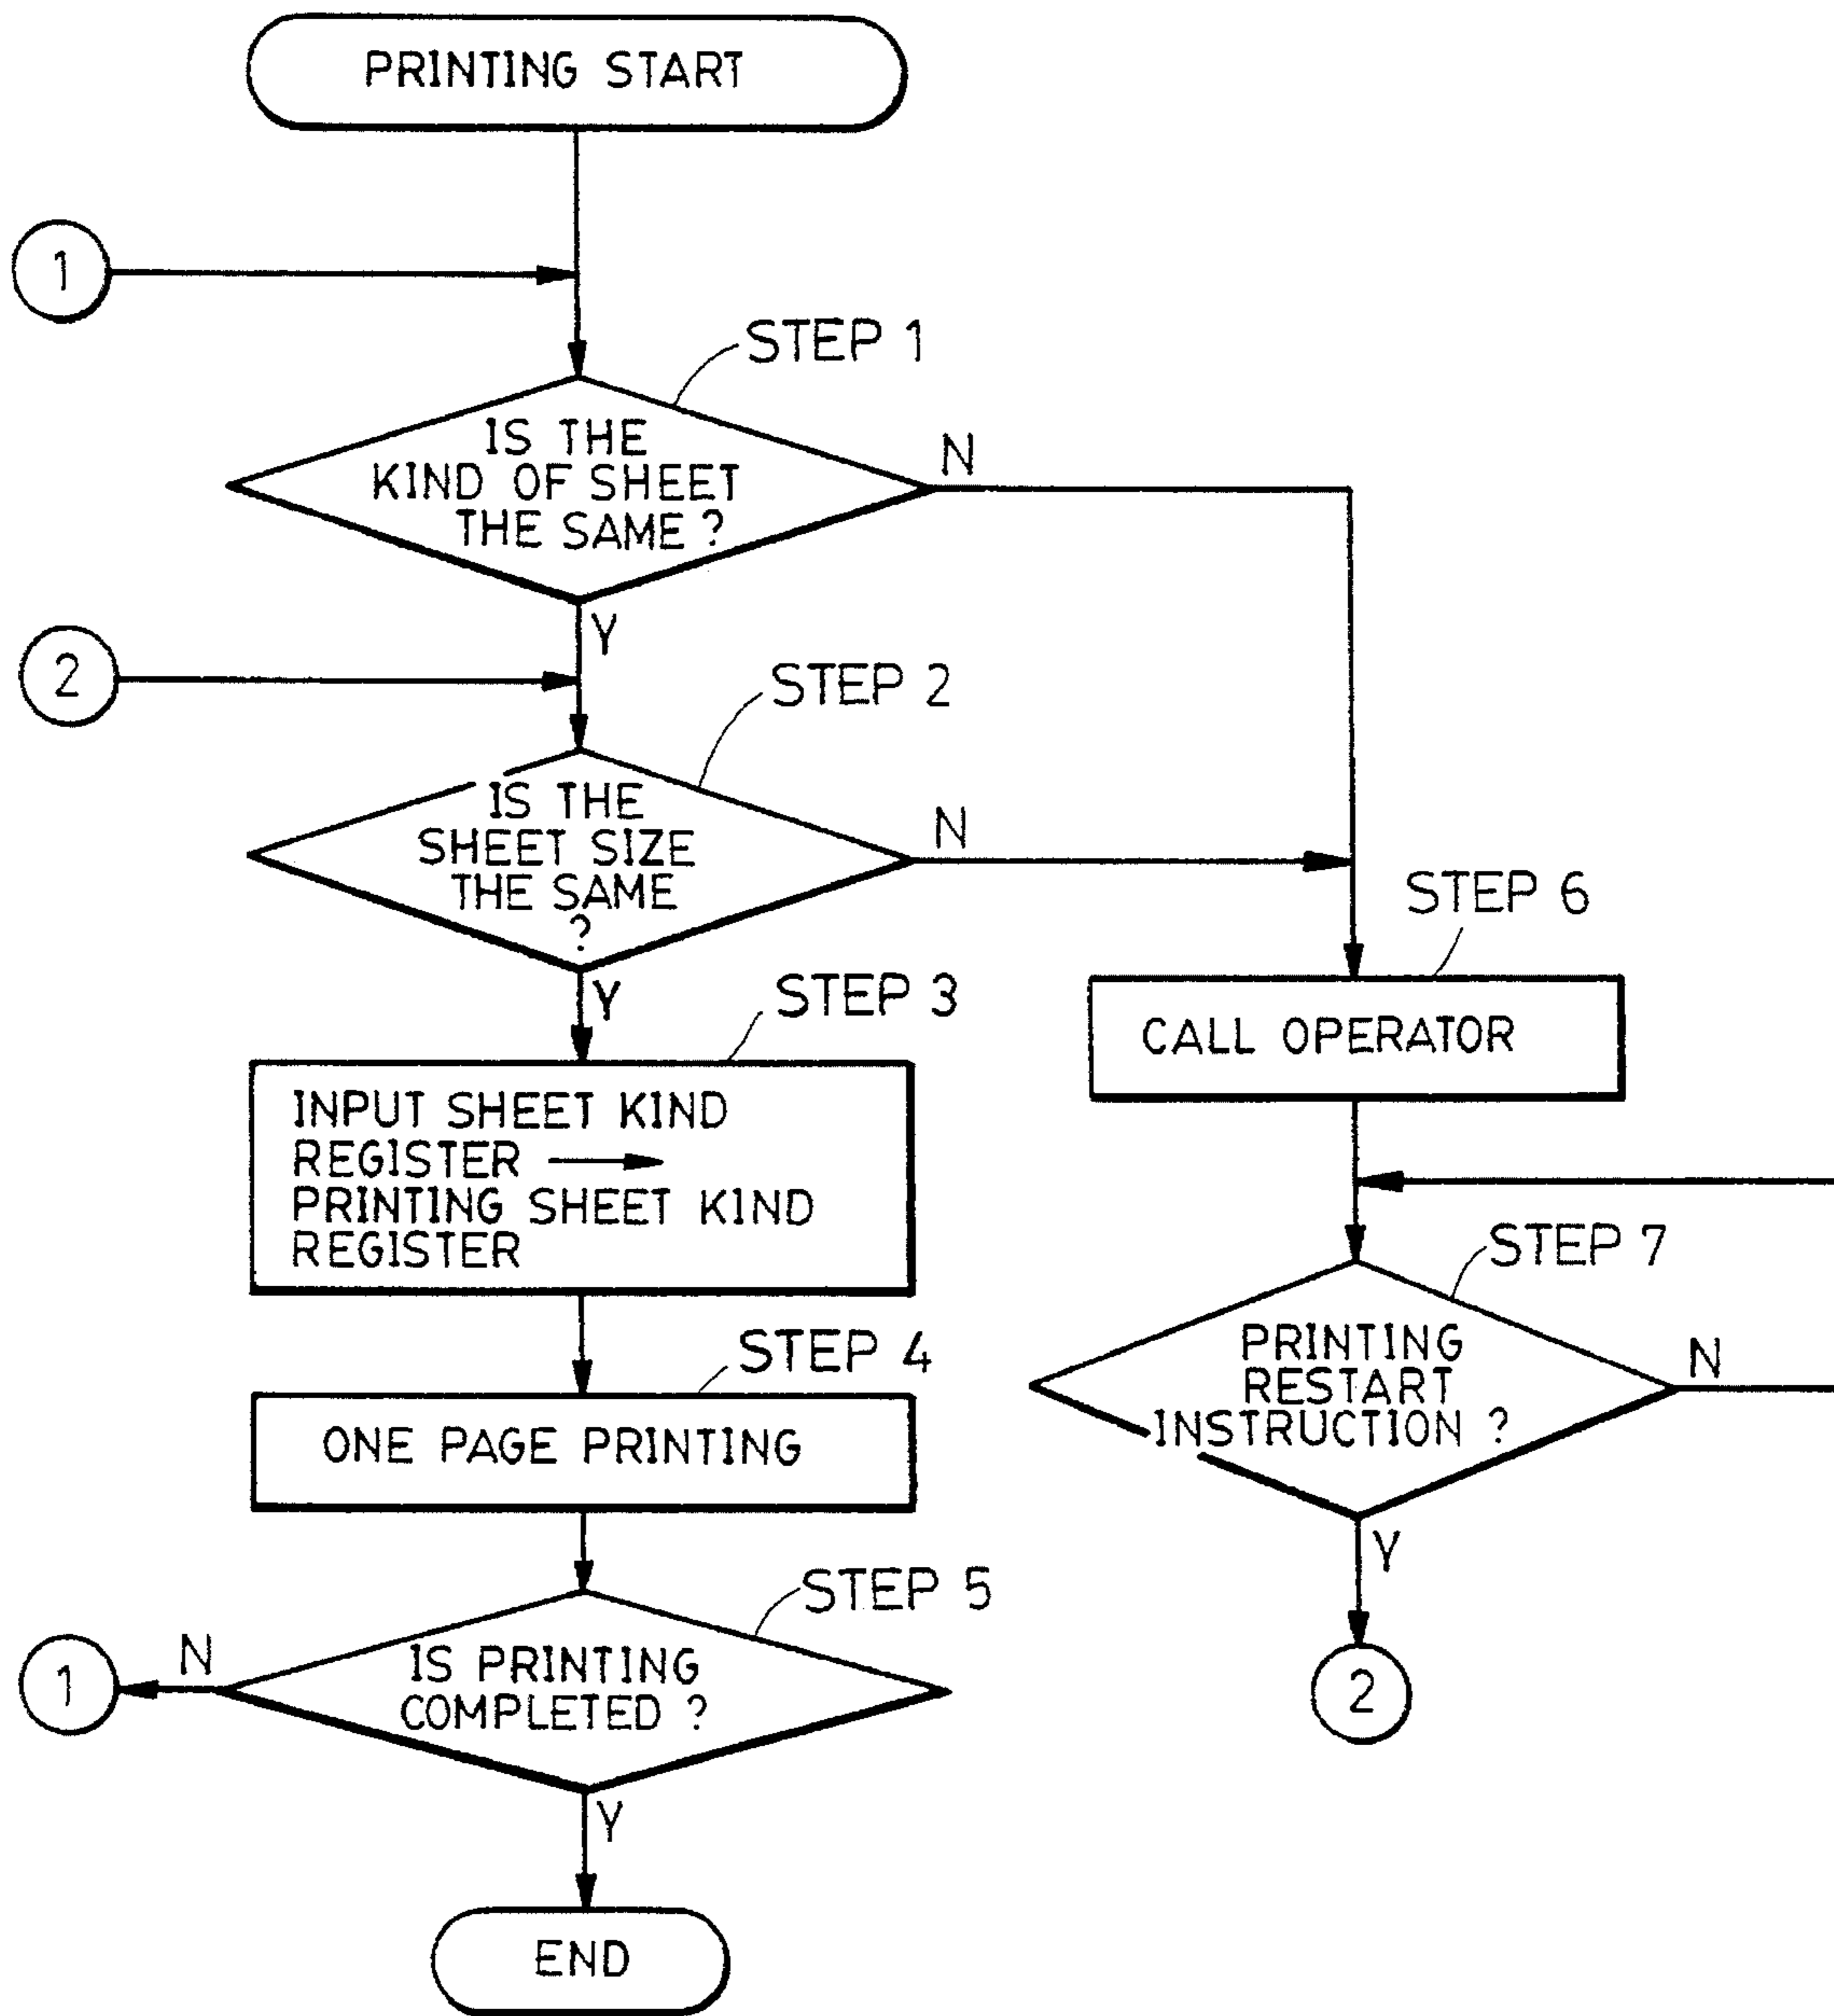 PRINTING START
1
STEP 1
IS THE
KIND OF SHEET
THE SAME ?
N
Y
2
STEP 2
IS THE
SHEET SIZE
THE SAME
?
N
Y
STEP 3
INPUT SHEET KIND
REGISTER →
PRINTING SHEET KIND
REGISTER
STEP 4
ONE PAGE PRINTING
STEP 5
IS PRINTING
COMPLETED ?
N
1
Y
END
STEP 6
CALL OPERATOR
STEP 7
PRINTING
RESTART
INSTRUCTION ?
N
Y
2